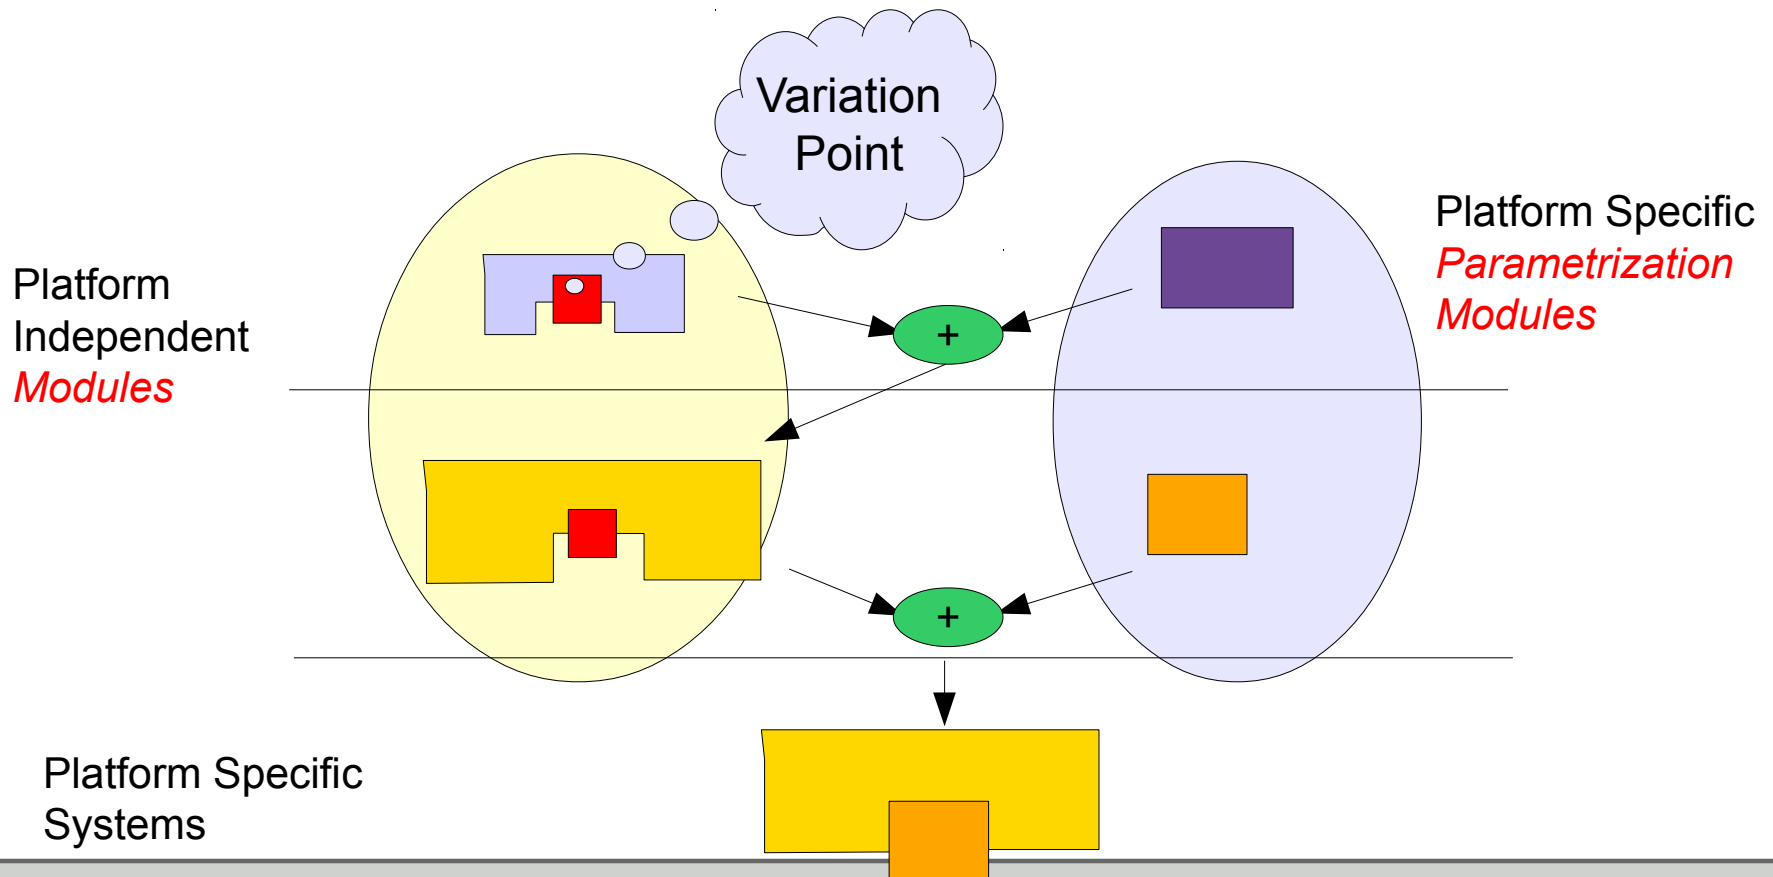 Variation
Point
Platform Specific
Parametrization
Modules
Platform
Independent
Modules
+
+
Platform Specific
Systems